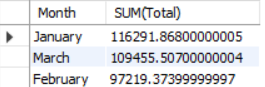 Month SUM(Total)
January 116291.86800000005
March 109455.50700000004
February 97219.37399999997